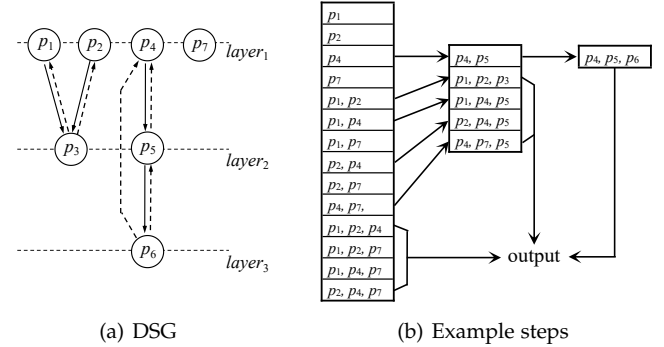 p1 p2 p4 p7 layer1
p3 p5 layer2
p6 layer3
(a) DSG
p1
p2
p4
p7
p1, p2
p1, p4
p1, p7
p2, p4
p2, p7
p4, p7,
p1, p2, p4
p1, p2, p7
p1, p4, p7
p2, p4, p7
p4, p5
p1, p2, p3
p1, p4, p5
p2, p4, p5
p4, p7, p5
p4, p5, p6
output
(b) Example steps